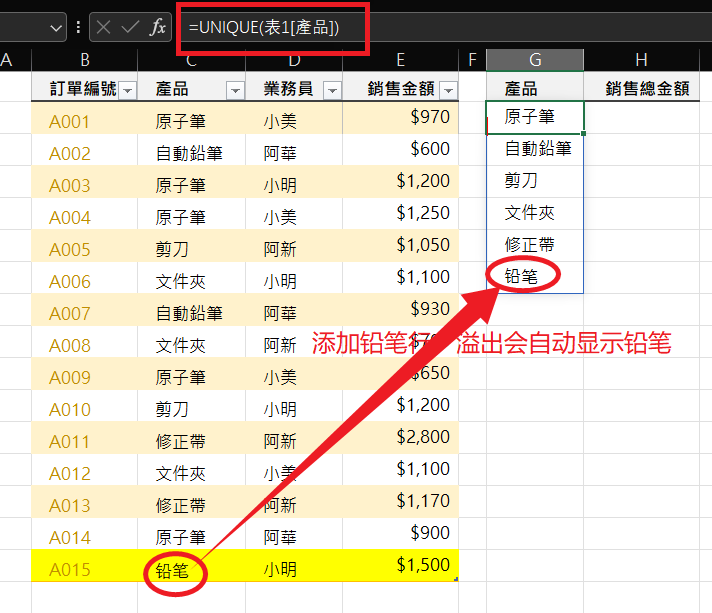 fx
=UNIQUE(表1[產品])
A B C D E F G H
訂單編號 產品 業務員 銷售金額 產品 銷售總金額
A001 原子筆 小美 $970 原子筆
A002 自動鉛筆 阿華 $600 自動鉛筆
A003 原子筆 小明 $1,200 剪刀
A004 原子筆 小美 $1,250 文件夾
A005 剪刀 阿新 $1,050 修正帶
A006 文件夾 小明 $1,100 铅笔
A007 自動鉛筆 阿華 $930
A008 文件夾 阿新
添加铅笔行 溢出会自动显示铅笔
A009 原子筆 小美 $650
A010 剪刀 小明 $1,200
A011 修正帶 阿新 $2,800
A012 文件夾 小美 $1,100
A013 修正帶 阿新 $1,170
A014 原子筆 阿華 $900
A015 铅笔 小明 $1,500